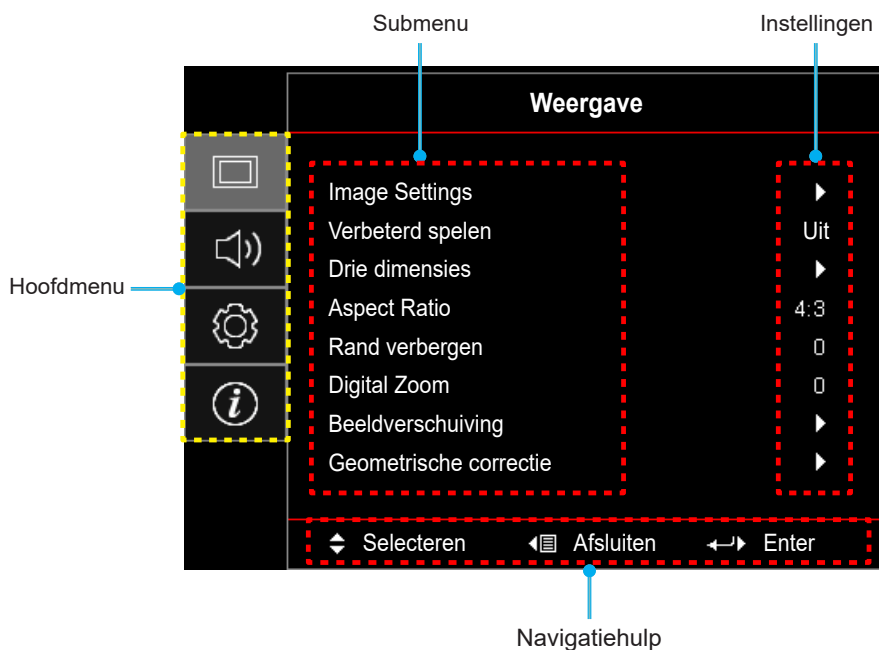 Submenu Instellingen
Weergave
Image Settings
Verbeterd spelen Uit
Drie dimensies
Hoofdmenu
Aspect Ratio 4:3
Rand verbergen 0
Digital Zoom 0
Beeldverschuiving
Geometrische correctie
Selecteren Afsluiten Enter
Navigatiehulp